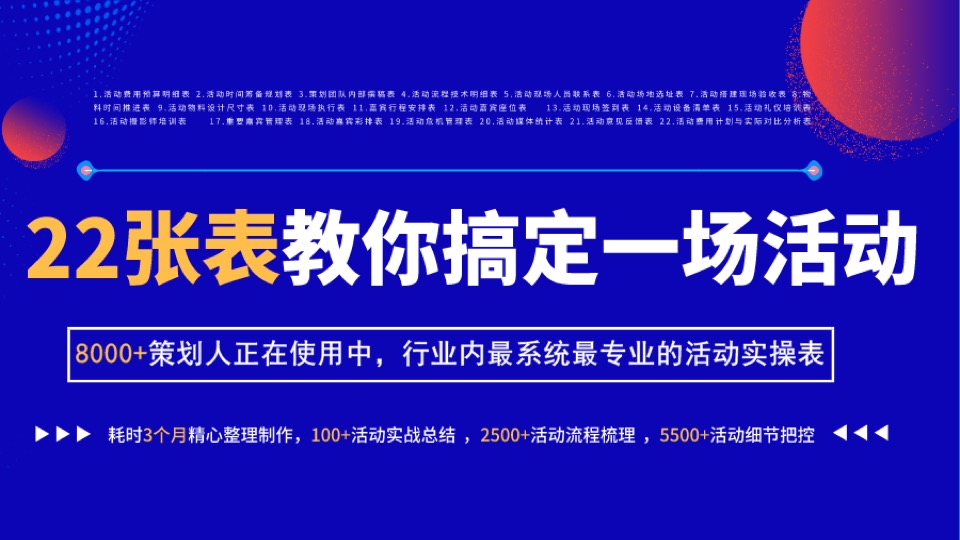 1.活动费用预算明细表 2.活动时间筹备规划表 3.策划团队内部撰稿表 4.活动流程技术明细表 5.活动现场人员联系表 6.活动场地选址表 7.活动搭建现场验收表 8.物
料时间推进表 9.活动物料设计尺寸表 10.活动现场执行表 11.嘉宾行程安排表 12.活动嘉宾座位表 13.活动现场签到表 14.活动设备清单表 15.活动礼仪培训表
16.活动摄影师培训表 17.重要嘉宾管理表 18.活动嘉宾彩排表 19.活动危机管理表 20.活动媒体统计表 21.活动意见反馈表 22.活动费用计划与实际对比分析表
22张表教你搞定一场活动
8000+策划人正在使用中，行业内最系统最专业的活动实操表
耗时3个月精心整理制作，100+活动实战总结 ，2500+活动流程梳理 ，5500+活动细节把控